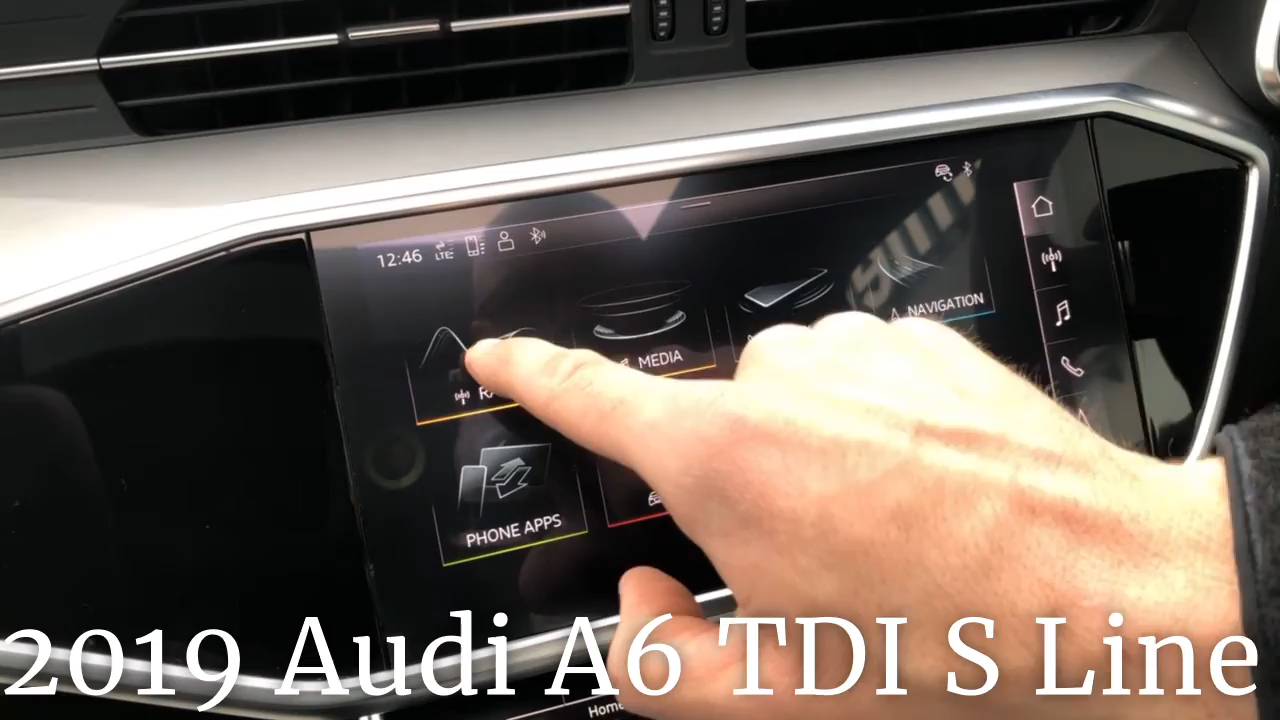 12:46 LTE
NAVIGATION
MEDIA
PHONE APPS
2019 Audi A6 TDI S Line
Home